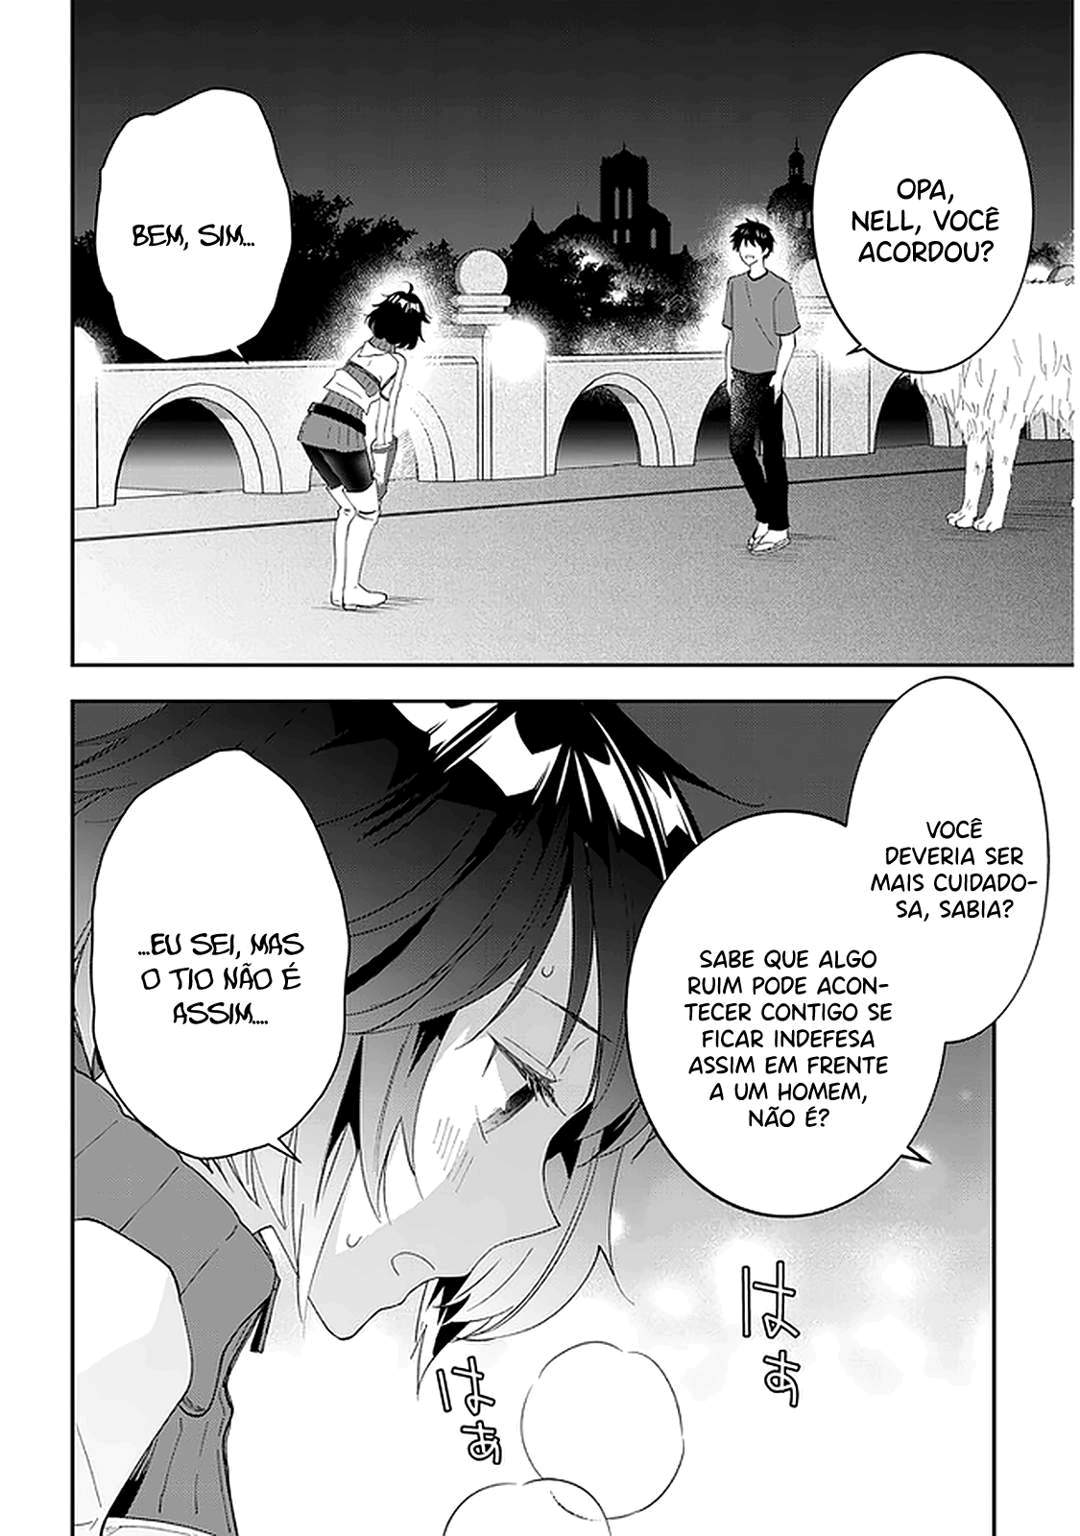 OPA,
NELL, VOCÊ
ACORDOU?
BEM, SIM...
VOCÊ
DEVERIA SER
MAIS CUIDADO-
SA, SABIA?
SABE QUE ALGO
RUIM PODE ACON-
TECER CONTIGO SE
FICAR INDEFESA
ASSIM EM FRENTE
A UM HOMEM,
NÃO É?
...EU SEI, MAS
O TIO NÃO É
ASSIM....
はぁ
はぁ